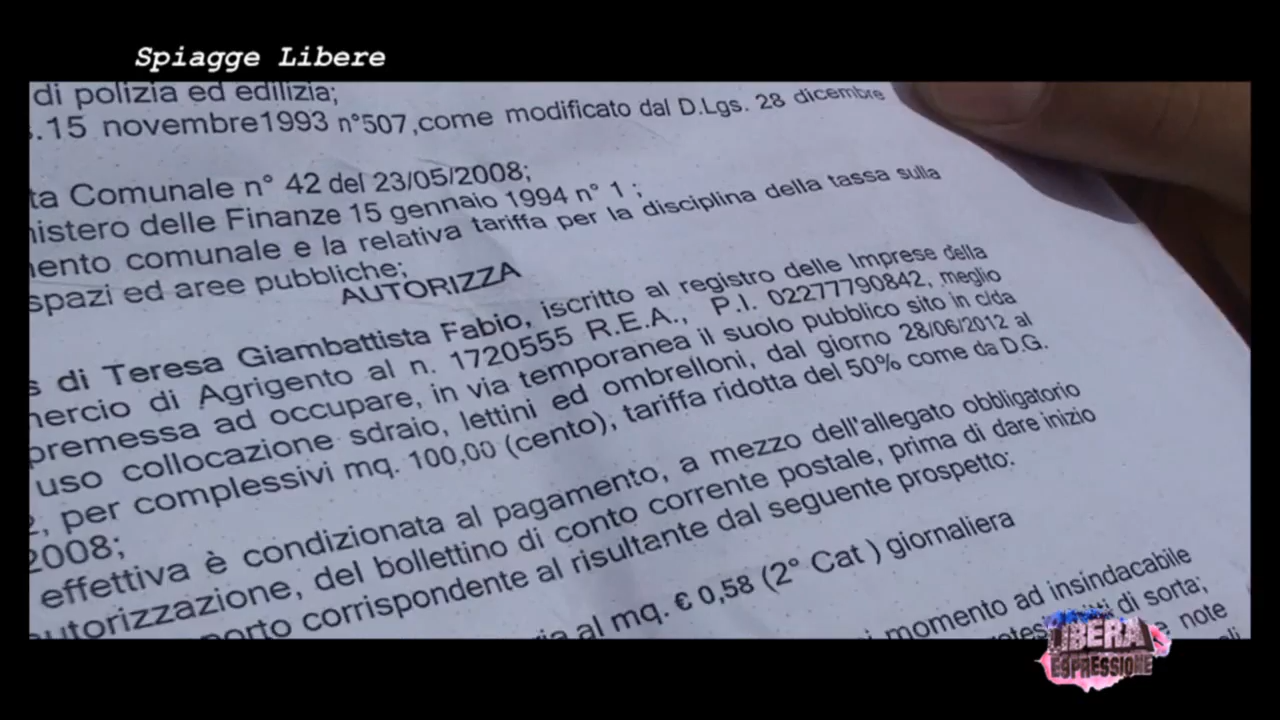 Spiagge Libere
di polizia ed edilizia;
.15 novembre1993 n°507,come modificato dal D.Lgs. 28 dicembre
ta Comunale n° 42 del 23/05/2008;
nistero delle Finanze 15 gennaio 1994 n° 1 ;
ento comunale e la relativa tariffa per la disciplina della tassa sulla
spazi ed aree pubbliche;
AUTORIZZA
s di Teresa Giambattista Fabio, iscritto al registro delle Imprese della
mercio di Agrigento al n. 1720555 R.E.A., P.I. 02277790842, meglio
premessa ad occupare, in via temporanea il suolo pubblico sito in c/da
uso collocazione sdraio, lettini ed ombrelloni, dal giorno 28/06/2012 al
2, per complessivi mq. 100,00 (cento), tariffa ridotta del 50% come da D.G.
2008;
effettiva è condizionata al pagamento, a mezzo dell'allegato obbligatorio
autorizzazione, del bollettino di conto corrente postale, prima di dare inizio
porto corrispondente al risultante dal seguente prospetto:
al mq. € 0,58 (2° Cat ) giornaliera
momento ad insindacabile
di sorta;
note
LIBERA
ESPRESSIONE